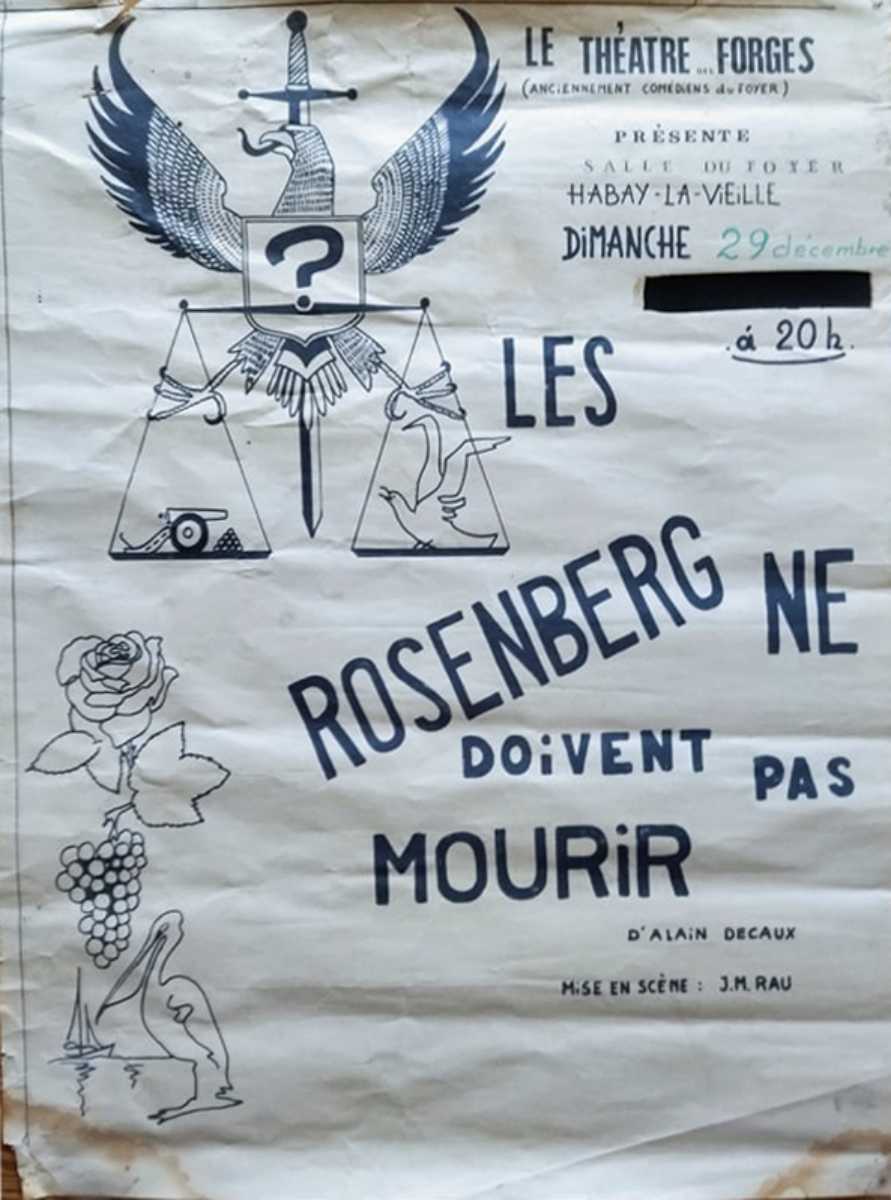 LE THÉATRE DES FORGES
(ANCIENNEMENT COMÉDIENS du FOYER)
PRÉSENTE
SALLE DU FOYER
HABAY-LA-VIEILLE
DIMANCHE 29 décembre
à 20 h.
?
LES
ROSENBERG NE
DOIVENT PAS
MOURIR
D'ALAIN DECAUX
MISE EN SCÈNE : J.M. RAU